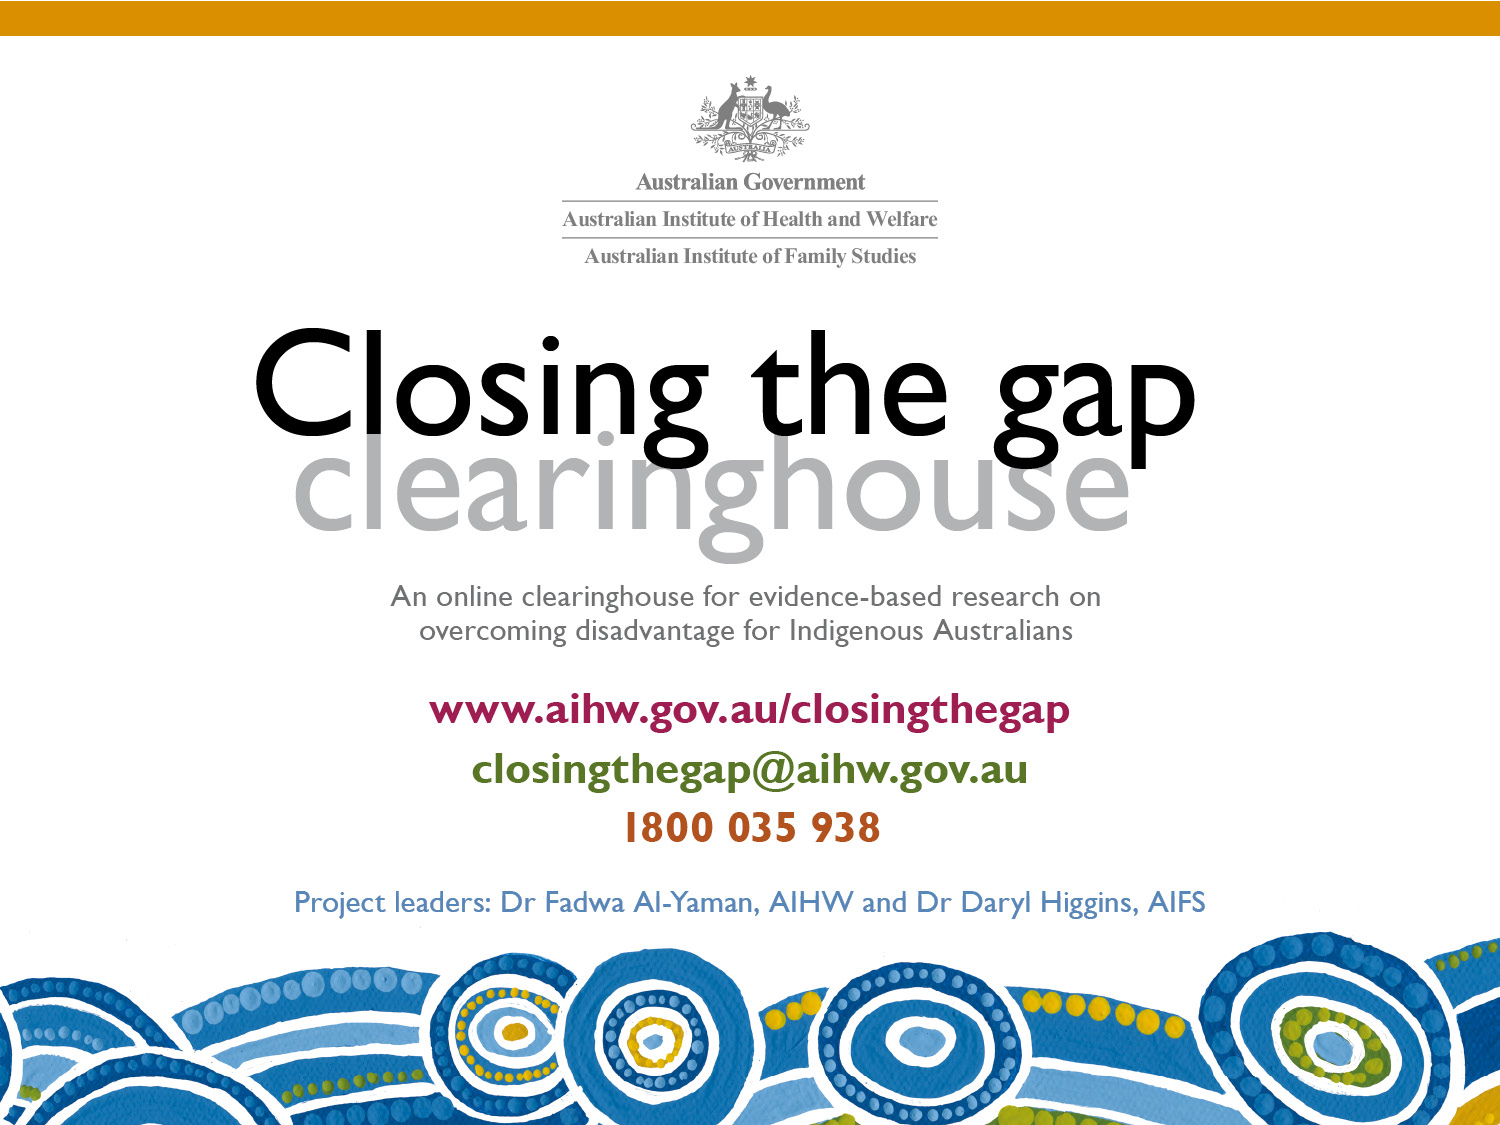 AUSTRALIA
Australian Government
Australian Institute of Health and Welfare
Australian Institute of Family Studies
Closing the gap
clearinghouse
An online clearinghouse for evidence-based research on
overcoming disadvantage for Indigenous Australians
www.aihw.gov.au/closingthegap
closingthegap@aihw.gov.au
1800 035 938
Project leaders: Dr Fadwa Al-Yaman, AIHW and Dr Daryl Higgins, AIFS